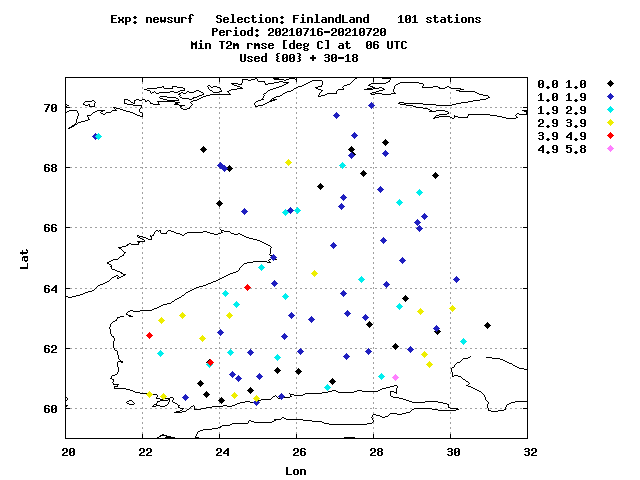 Exp: newsurf   Selection: FinlandLand    101 stations
Period: 20210716-20210720
Min T2m rmse [deg C] at  06 UTC
Used {00} + 30-18
0.0 1.0
1.0 1.9
1.9 2.9
2.9 3.9
3.9 4.9
4.9 5.8
70
68
66
64
62
60
Lat
20 22 24 26 28 30 32
Lon